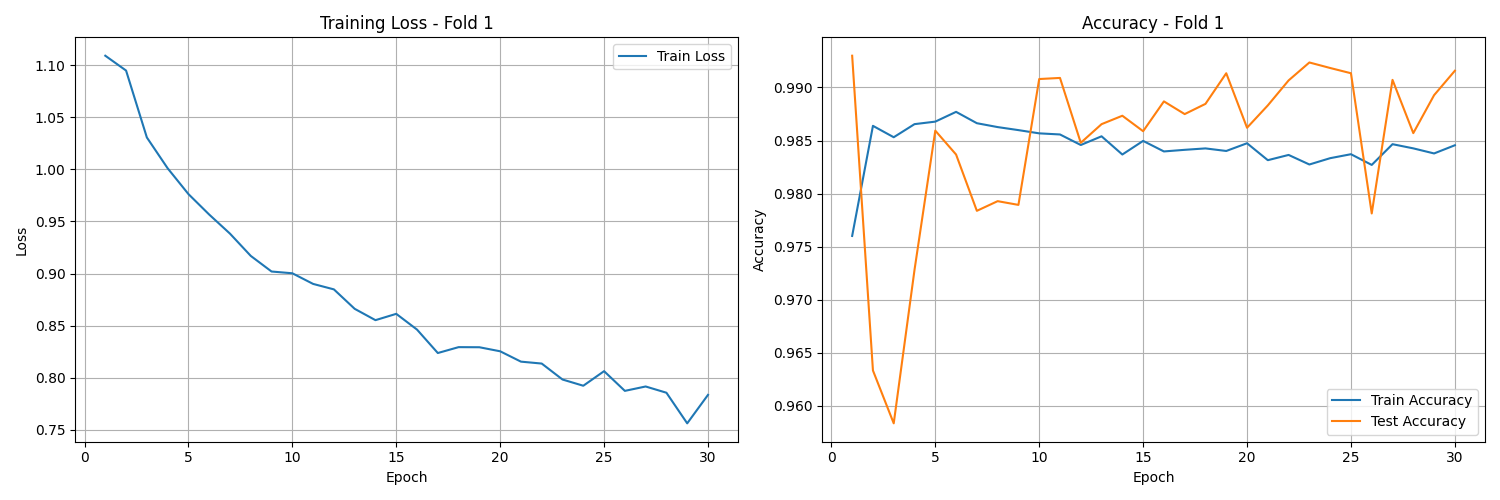 Training Loss - Fold 1
Train Loss
1.10
1.05
1.00
0.95
0.90
0.85
0.80
0.75
Loss
0 5 10 15 20 25 30
Epoch
Accuracy - Fold 1
0.990
0.985
0.980
0.975
0.970
0.965
0.960
Accuracy
Train Accuracy
Test Accuracy
0 5 10 15 20 25 30
Epoch